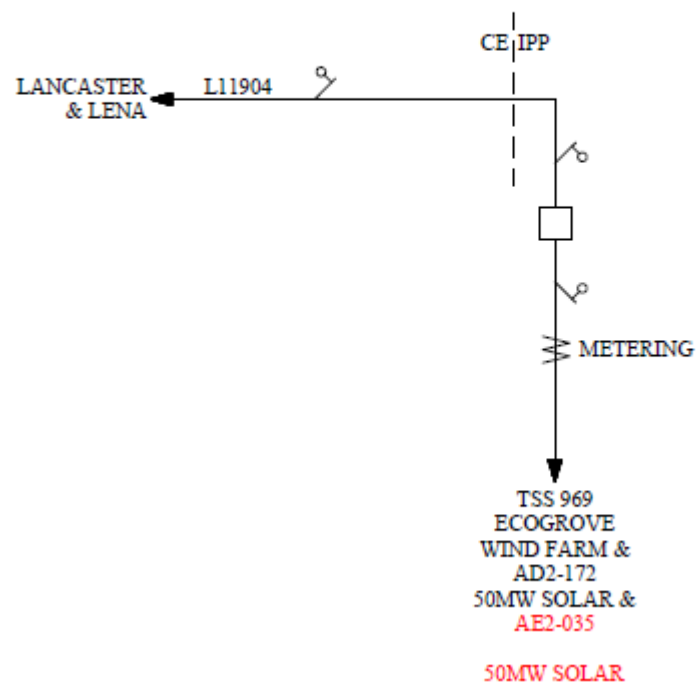 CE IPP
LANCASTER
& LENA
L11904
METERING
TSS 969
ECOGROVE
WIND FARM &
AD2-172
50MW SOLAR &
AE2-035
50MW SOLAR